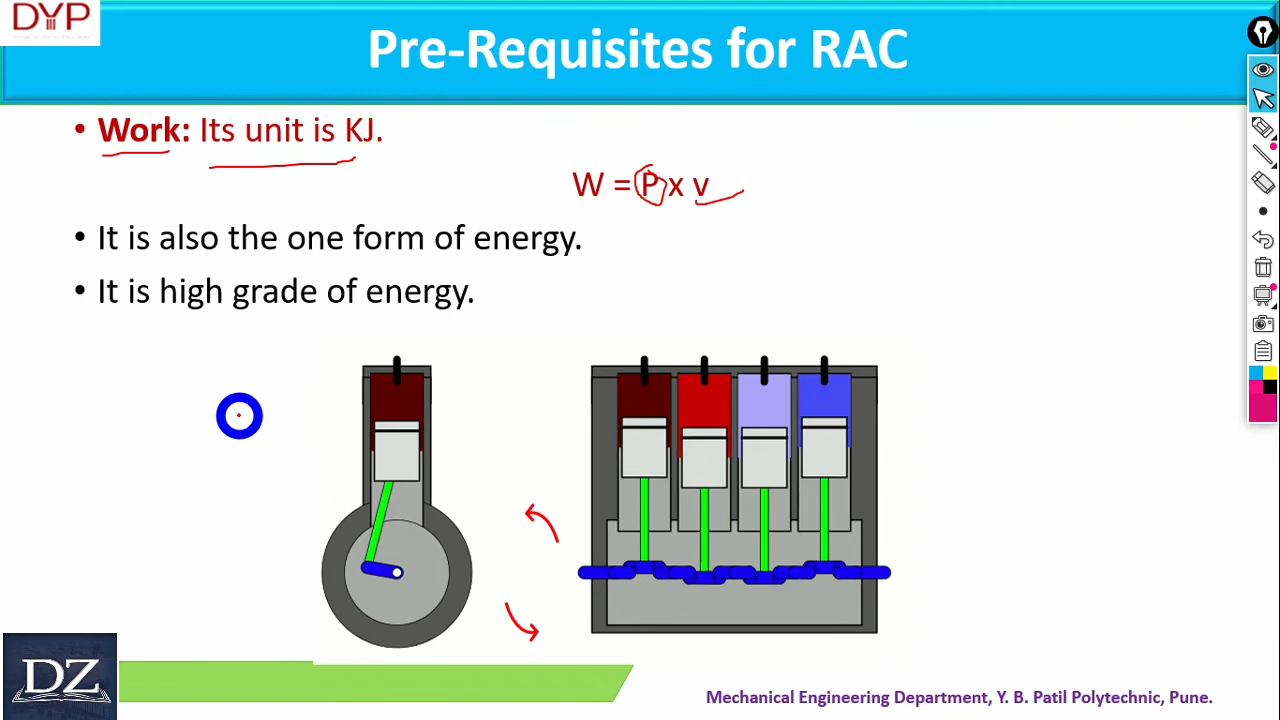 DYP
Pre-Requisites for RAC
• Work: Its unit is KJ.
W = P x v
• It is also the one form of energy.
• It is high grade of energy.
DZ
Mechanical Engineering Department, Y. B. Patil Polytechnic, Pune.